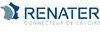 RENATER
CONNECTEUR DE SAVOIRS